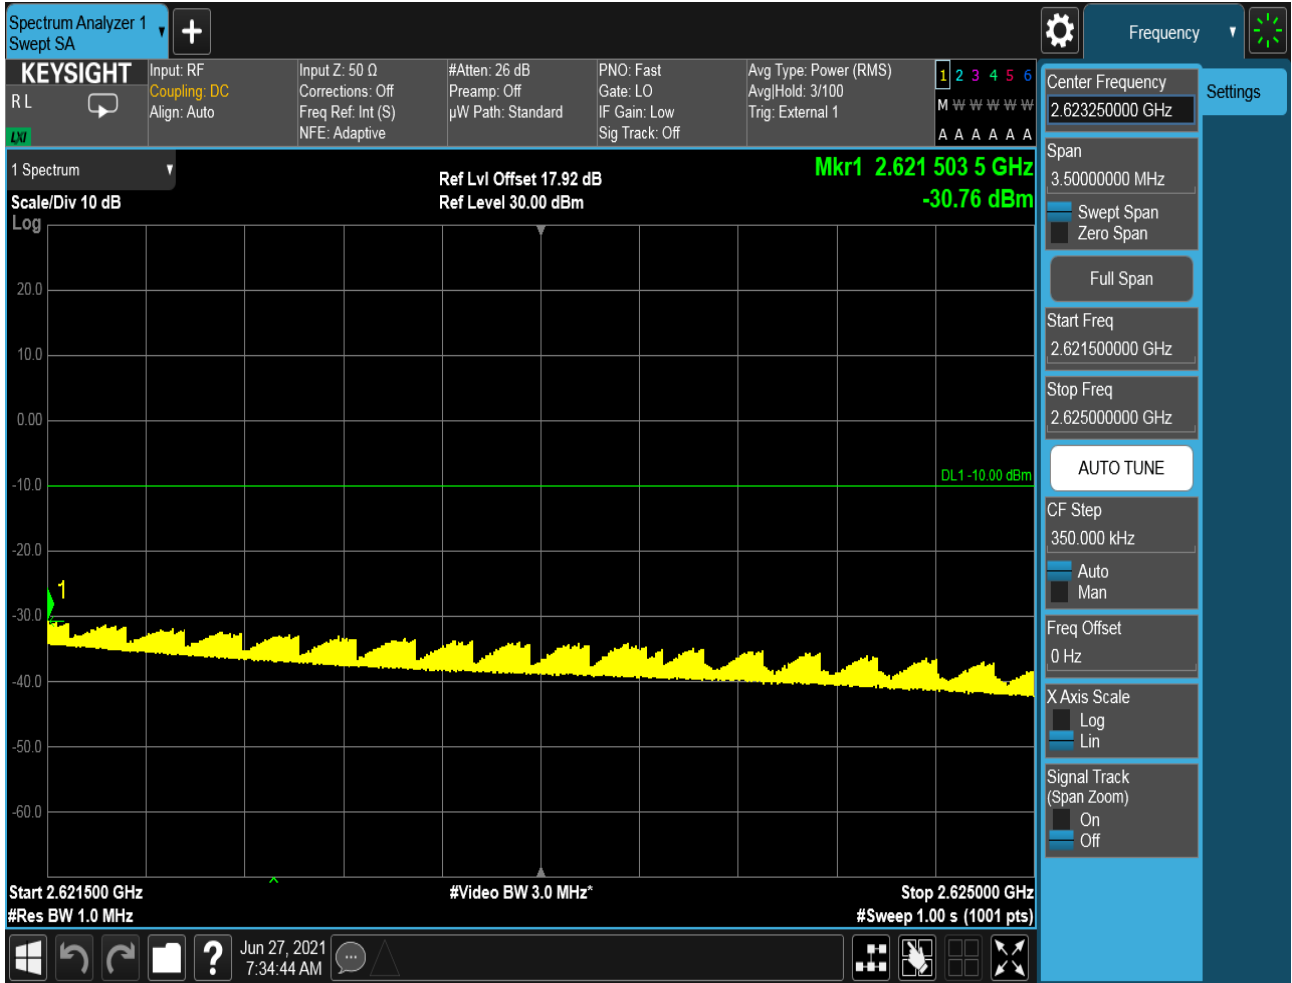 Spectrum Analyzer 1
Swept SA
Frequency
KEYSIGHT
R L
LXI
Input: RF
Coupling: DC
Align: Auto
Input Z: 50 Ω
Corrections: Off
Freq Ref: Int (S)
NFE: Adaptive
#Atten: 26 dB
Preamp: Off
µW Path: Standard
PNO: Fast
Gate: LO
IF Gain: Low
Sig Track: Off
Avg Type: Power (RMS)
Avg|Hold: 3/100
Trig: External 1
1 2 3 4 5 6
M W W W W W
A A A A A A
1 Spectrum
Scale/Div 10 dB
Log
Ref Lvl Offset 17.92 dB
Ref Level 30.00 dBm
Mkr1 2.621 503 5 GHz
-30.76 dBm
20.0
10.0
0.00
-10.0
DL1 -10.00 dBm
-20.0
1
-30.0
-40.0
-50.0
-60.0
Start 2.621500 GHz
#Res BW 1.0 MHz
#Video BW 3.0 MHz*
Stop 2.625000 GHz
#Sweep 1.00 s (1001 pts)
Jun 27, 2021
7:34:44 AM
Center Frequency
2.623250000 GHz
Settings
Span
3.50000000 MHz
Swept Span
Zero Span
Full Span
Start Freq
2.621500000 GHz
Stop Freq
2.625000000 GHz
AUTO TUNE
CF Step
350.000 kHz
Auto
Man
Freq Offset
0 Hz
X Axis Scale
Log
Lin
Signal Track
(Span Zoom)
On
Off